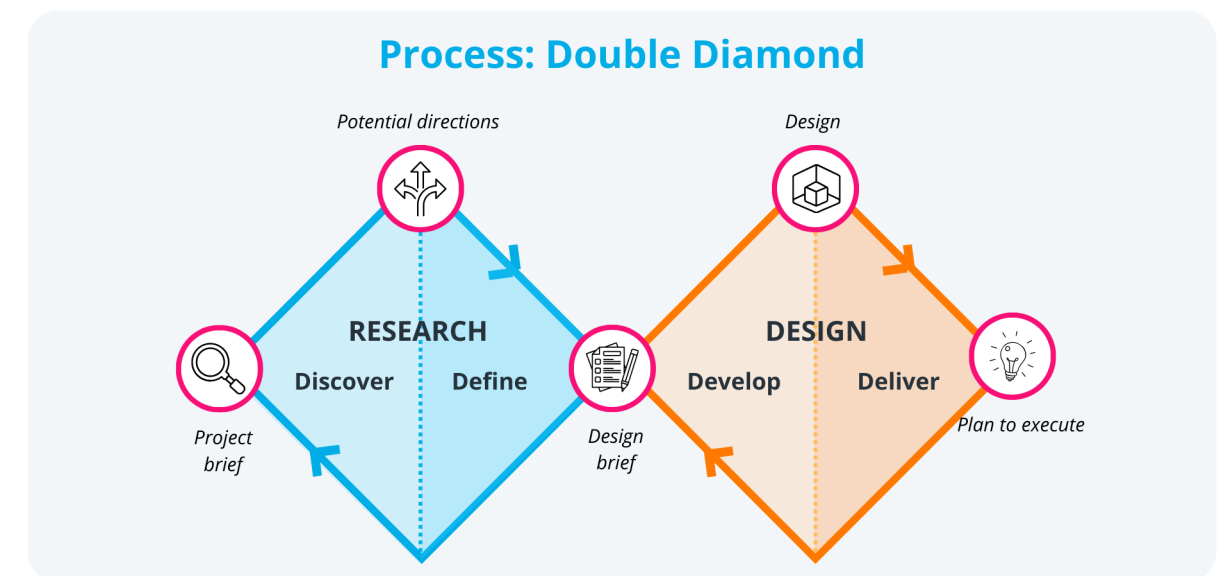 Process: Double Diamond
Potential directions
Design
RESEARCH
DESIGN
Discover
Define
Develop
Deliver
Project
brief
Design
brief
Plan to execute